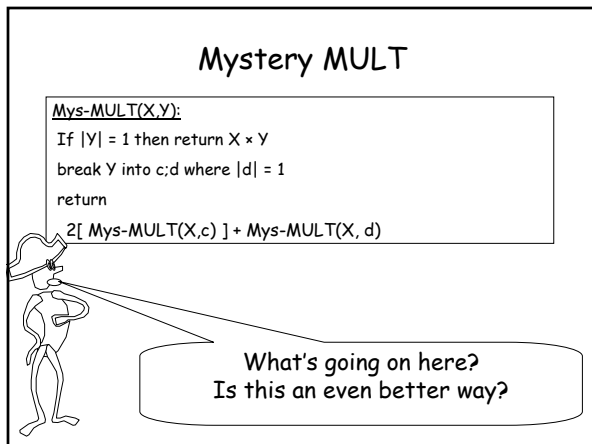 Mystery MULT
Mys-MULT(X,Y):
If |Y| = 1 then return X × Y
break Y into c;d where |d| = 1
return
2[ Mys-MULT(X,c) ] + Mys-MULT(X, d)
What's going on here?
Is this an even better way?